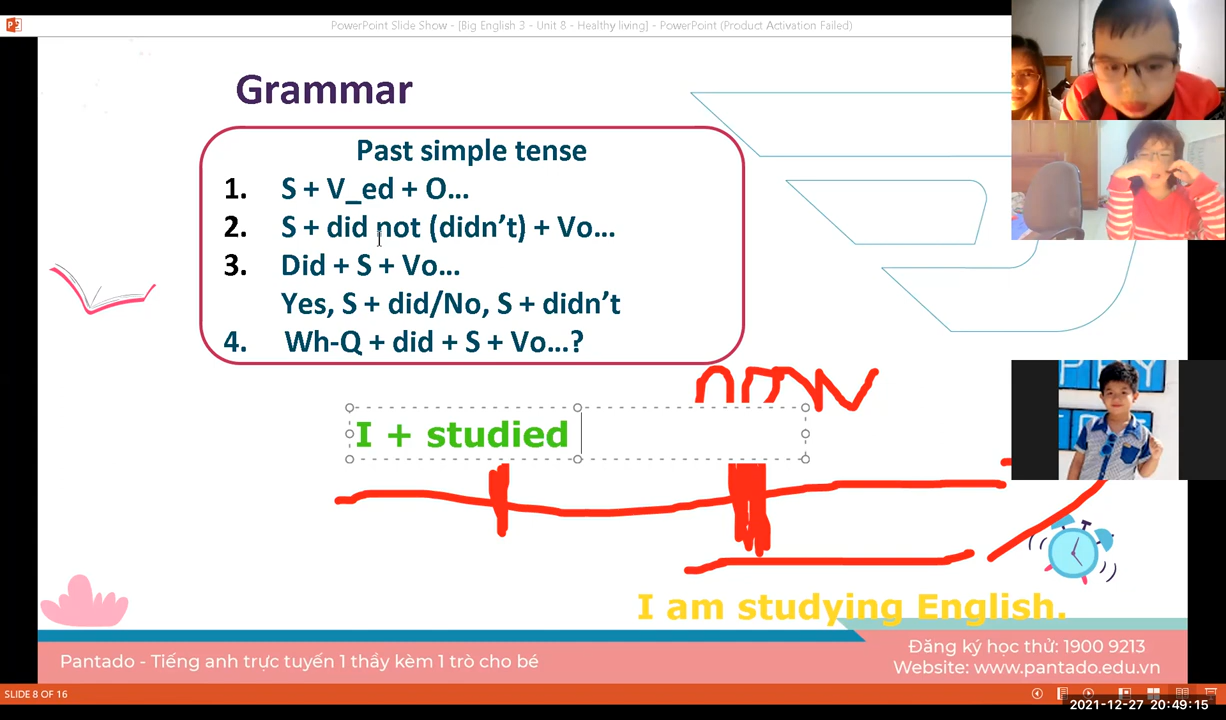 PowerPoint Slide Show - [Big English 3 - Unit 8 - Healthy living] - PowerPoint (Product Activation Failed)
Grammar
Past simple tense
1. S + V_ed + O...
2. S + did not (didn't) + Vo...
3. Did + S + Vo...
Yes, S + did/No, S + didn't
4. Wh-Q + did + S + Vo...?
now
I + studied
I am studying English.
Pantado - Tiếng anh trực tuyến 1 thầy kèm 1 trò cho bé
Đăng ký học thử: 1900 9213
Website: www.pantado.edu.vn
SLIDE 8 OF 16
2021-12-27 20:49:15